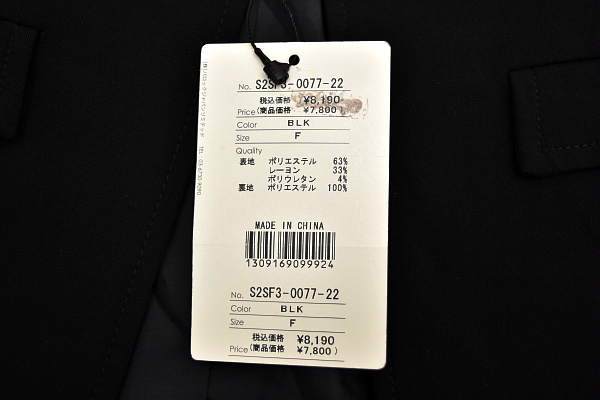 No. S2SF3-0077-22
税込価格 ¥8,190
Price (商品価格 ¥7,800)
Color BLK
Size F
Quality
表地 ポリエステル 63%
レーヨン 33%
ポリウレタン 4%
裏地 ポリエステル 100%
MADE IN CHINA
1309169099924
No. S2SF3-0077-22
Color BLK
Size F
税込価格 ¥8,190
Price (商品価格 ¥7,800)